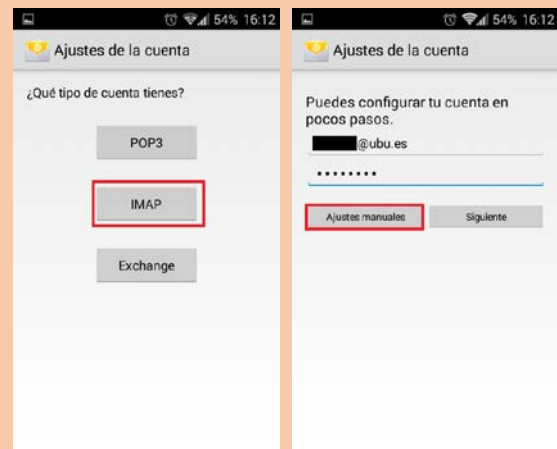 54% 16:12
Ajustes de la cuenta
¿Qué tipo de cuenta tienes?
POP3
IMAP
Exchange
54% 16:12
Ajustes de la cuenta
Puedes configurar tu cuenta en
pocos pasos.
@ubu.es
••••••••
Ajustes manuales Siguiente